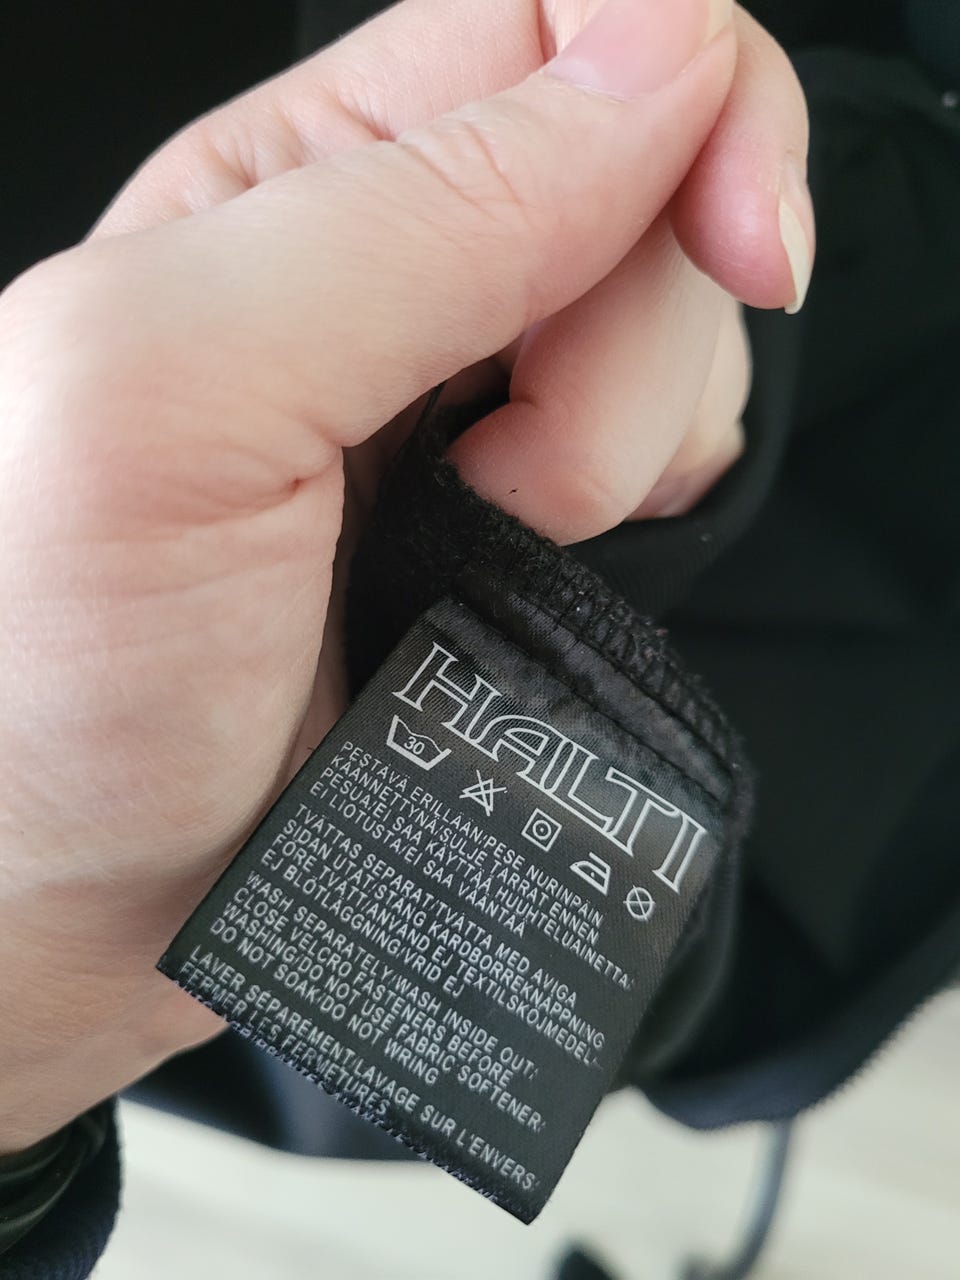 HALTI
30
PESTÄVÄ ERILLÄÄN/PESE NURINPÄIN
KÄÄNNETTYNÄ/SULJE TARRAT ENNEN
PESUA/EI SAA KÄYTTÄÄ HUUHTELUAINETTA/
EI LIOTUSTA/EI SAA VÄÄNTÄÄ
TVÄTTAS SEPARAT/TVÄTTA MED AVIGA
SIDAN UTÅT/STÄNG KARDBORREKNÄPPNING
FÖRE TVÄTT/ANVÄND EJ TEXTILSKÖJMEDEL/
EJ BLÖTLÄGGNING/VRID EJ
WASH SEPARATELY/WASH INSIDE OUT/
CLOSE VELCRO FASTENERS BEFORE
WASHING/DO NOT USE FABRIC SOFTENER/
DO NOT SOAK/DO NOT WRING
LAVER SEPAREMENT/LAVAGE SUR L'ENVERS/
FERMER LES FERMETURES